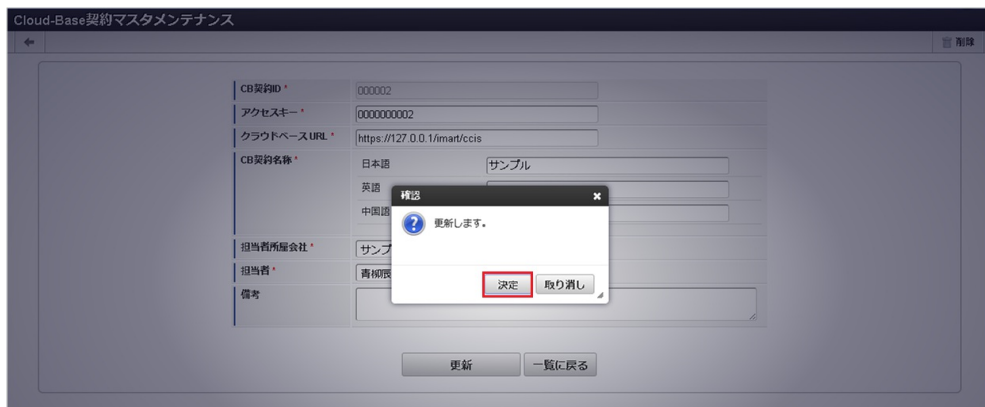 Cloud-Base契約マスタメンテナンス
削除
CB契約ID *
000002
アクセスキー *
0000000002
クラウドベース URL *
https://127.0.0.1/imart/ccis
CB契約名称 *
日本語
サンプル
英語
中国語
確認
更新します。
決定
取り消し
担当者所属会社 *
サンプ
担当者 *
青柳辰
備考
更新
一覧に戻る